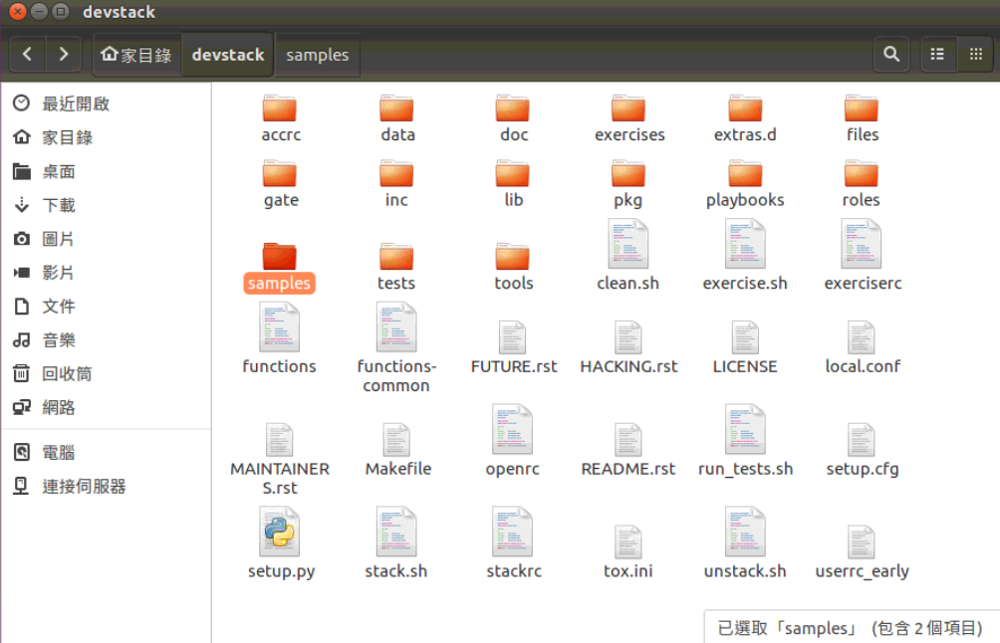 devstack
家目錄 devstack samples
最近開啟
家目錄
桌面
下載
圖片
影片
文件
音樂
回收筒
網路
電腦
連接伺服器
accrc data doc exercises extras.d files
gate inc lib pkg playbooks roles
samples tests tools clean.sh exercise.sh exerciserc
functions functions-
common FUTURE.rst HACKING.rst LICENSE local.conf
MAINTAINER
S.rst Makefile openrc README.rst run_tests.sh setup.cfg
setup.py stack.sh stackrc tox.ini unstack.sh userrc_early
已選取「samples」 (包含 2 個項目)